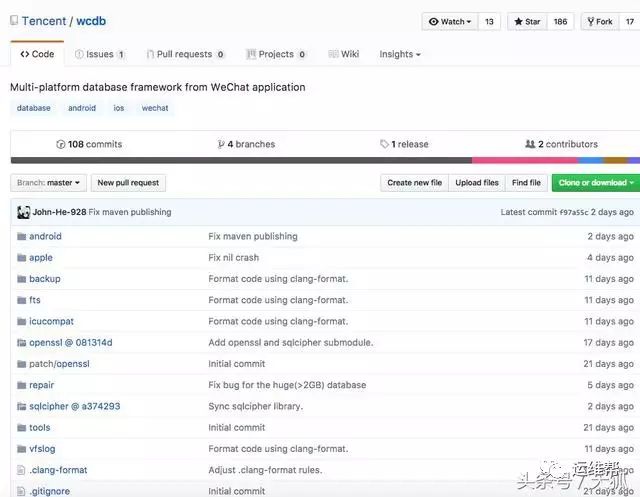 Tencent / wcdb
Watch 13 Star 186 Fork 17
Code Issues 1 Pull requests 0 Projects 0 Wiki Insights
Multi-platform database framework from WeChat application
database android ios wechat
108 commits 4 branches 1 release 2 contributors
Branch: master New pull request Create new file Upload files Find file Clone or download
John-He-928 Fix maven publishing Latest commit f97a55c 2 days ago
android Fix maven publishing 2 days ago
apple Fix nil crash 4 days ago
backup Format code using clang-format. 11 days ago
fts Format code using clang-format. 11 days ago
icucompat Format code using clang-format. 11 days ago
openssl @ 081314d Add openssl and sqlcipher submodule. 17 days ago
patch/openssl Initial commit 21 days ago
repair Fix bug for the huge(>2GB) database 5 days ago
sqlcipher @ a374293 Sync sqlcipher library. 2 days ago
tools Initial commit 21 days ago
vfslog Format code using clang-format. 11 days ago
.clang-format Adjust .clang-format rules.
运维帮
.gitignore Initial commit
头条号